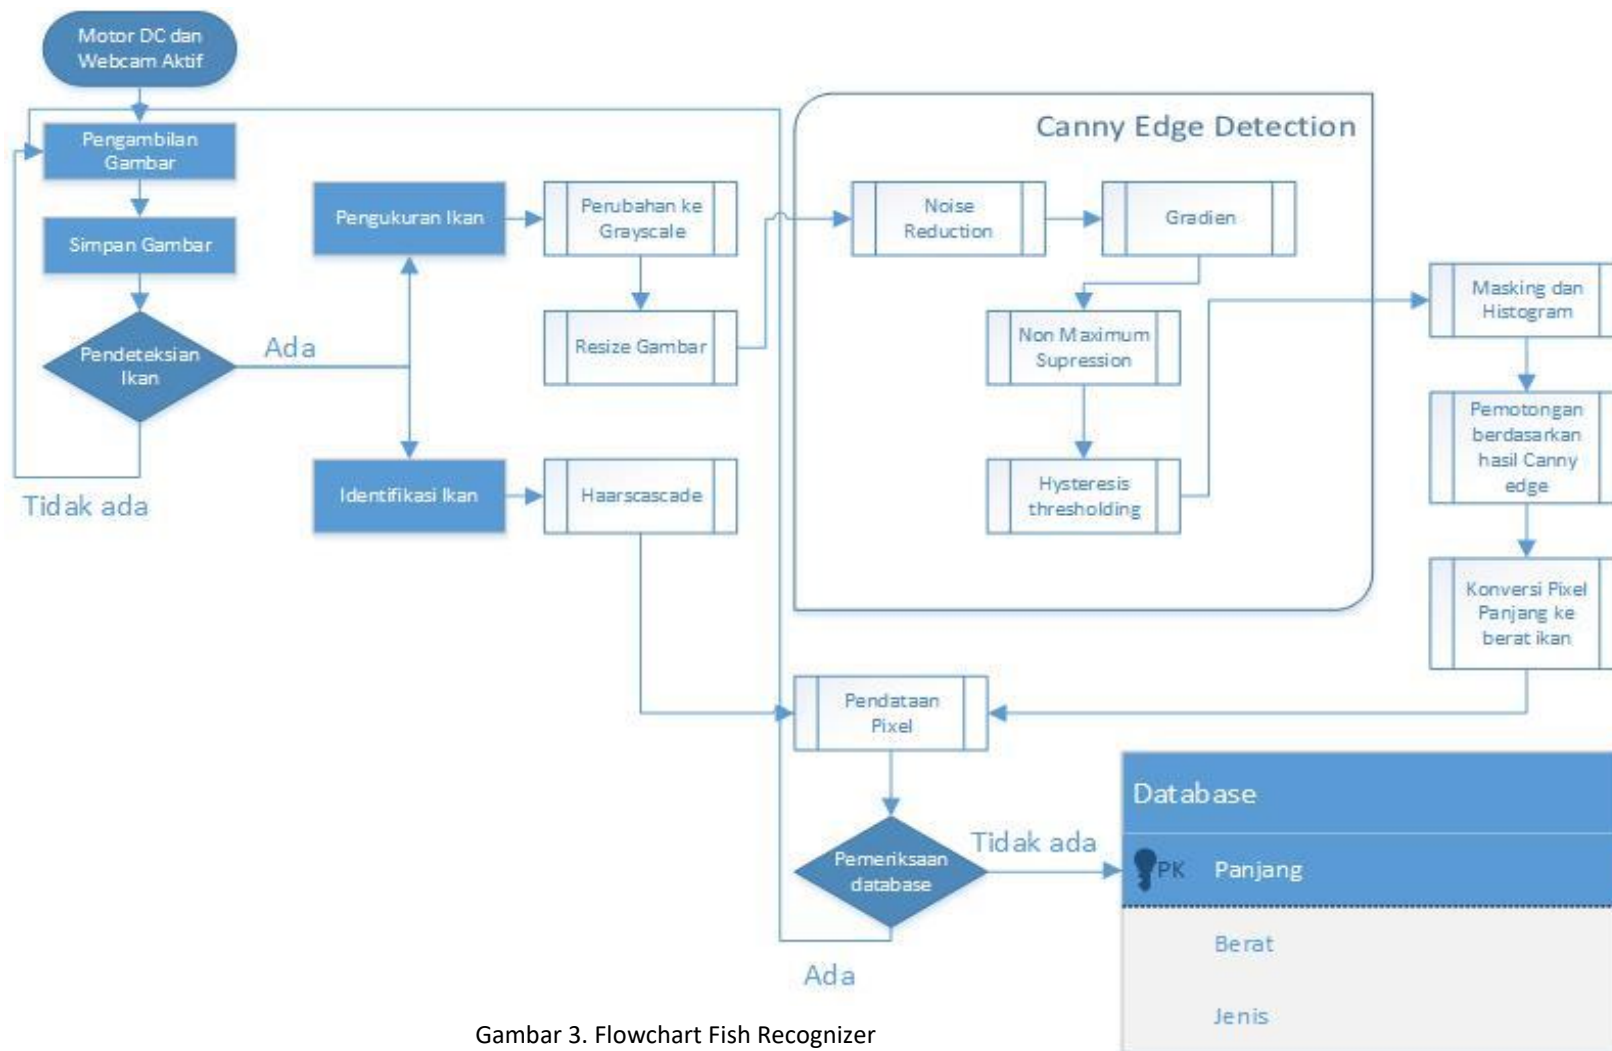 Motor DC dan
Webcam Aktif
Pengambilan
Gambar
Simpan Gambar
Pendeteksian
Ikan
Ada
Tidak ada
Pengukuran Ikan
Perubahan ke
Grayscale
Resize Gambar
Identifikasi Ikan
Haarscascade
Canny Edge Detection
Noise
Reduction
Gradien
Non Maximum
Supression
Hysteresis
thresholding
Masking dan
Histogram
Pemotongan
berdasarkan
hasil Canny
edge
Konversi Pixel
Panjang ke
berat ikan
Pendataan
Pixel
Pemeriksaan
database
Tidak ada
Ada
Database
PK Panjang
Berat
Jenis
Gambar 3. Flowchart Fish Recognizer